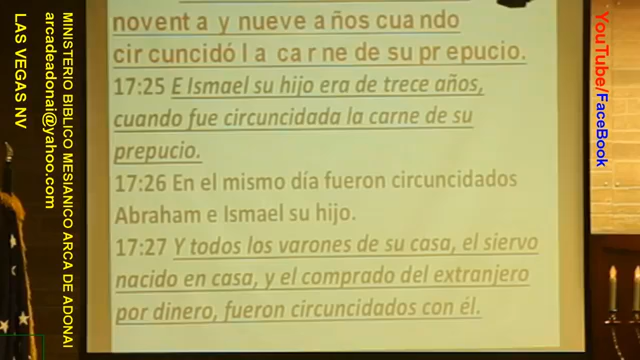 noventa y nueve años cuando
circuncidó la carne de su prepucio.
17:25 E Ismael su hijo era de trece años,
cuando fue circuncidada la carne de su
prepucio.
17:26 En el mismo día fueron circuncidados
Abraham e Ismael su hijo.
17:27 Y todos los varones de su casa, el siervo
nacido en casa, y el comprado del extranjero
por dinero, fueron circuncidados con él.
MINISTERIO BIBLICO MESIANICO ARCA DE ADONAI
arcadeadonai@yahoo.com
LAS VEGAS NV
YouTube/FaceBook